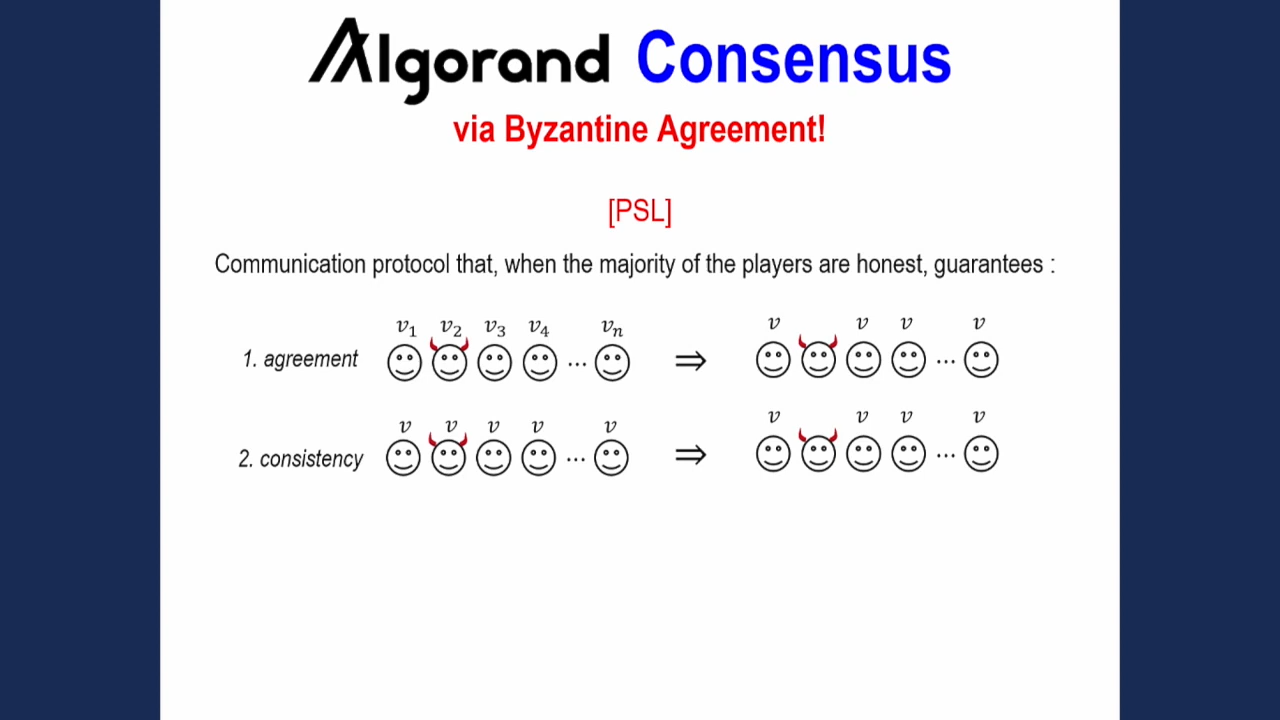 Algorand Consensus
via Byzantine Agreement!
[PSL]
Communication protocol that, when the majority of the players are honest, guarantees :
v₁ v₂ v₃ v₄ vₙ v v v v
1. agreement ... ⇒ ...
v v v v v v v v v
2. consistency ... ⇒ ...